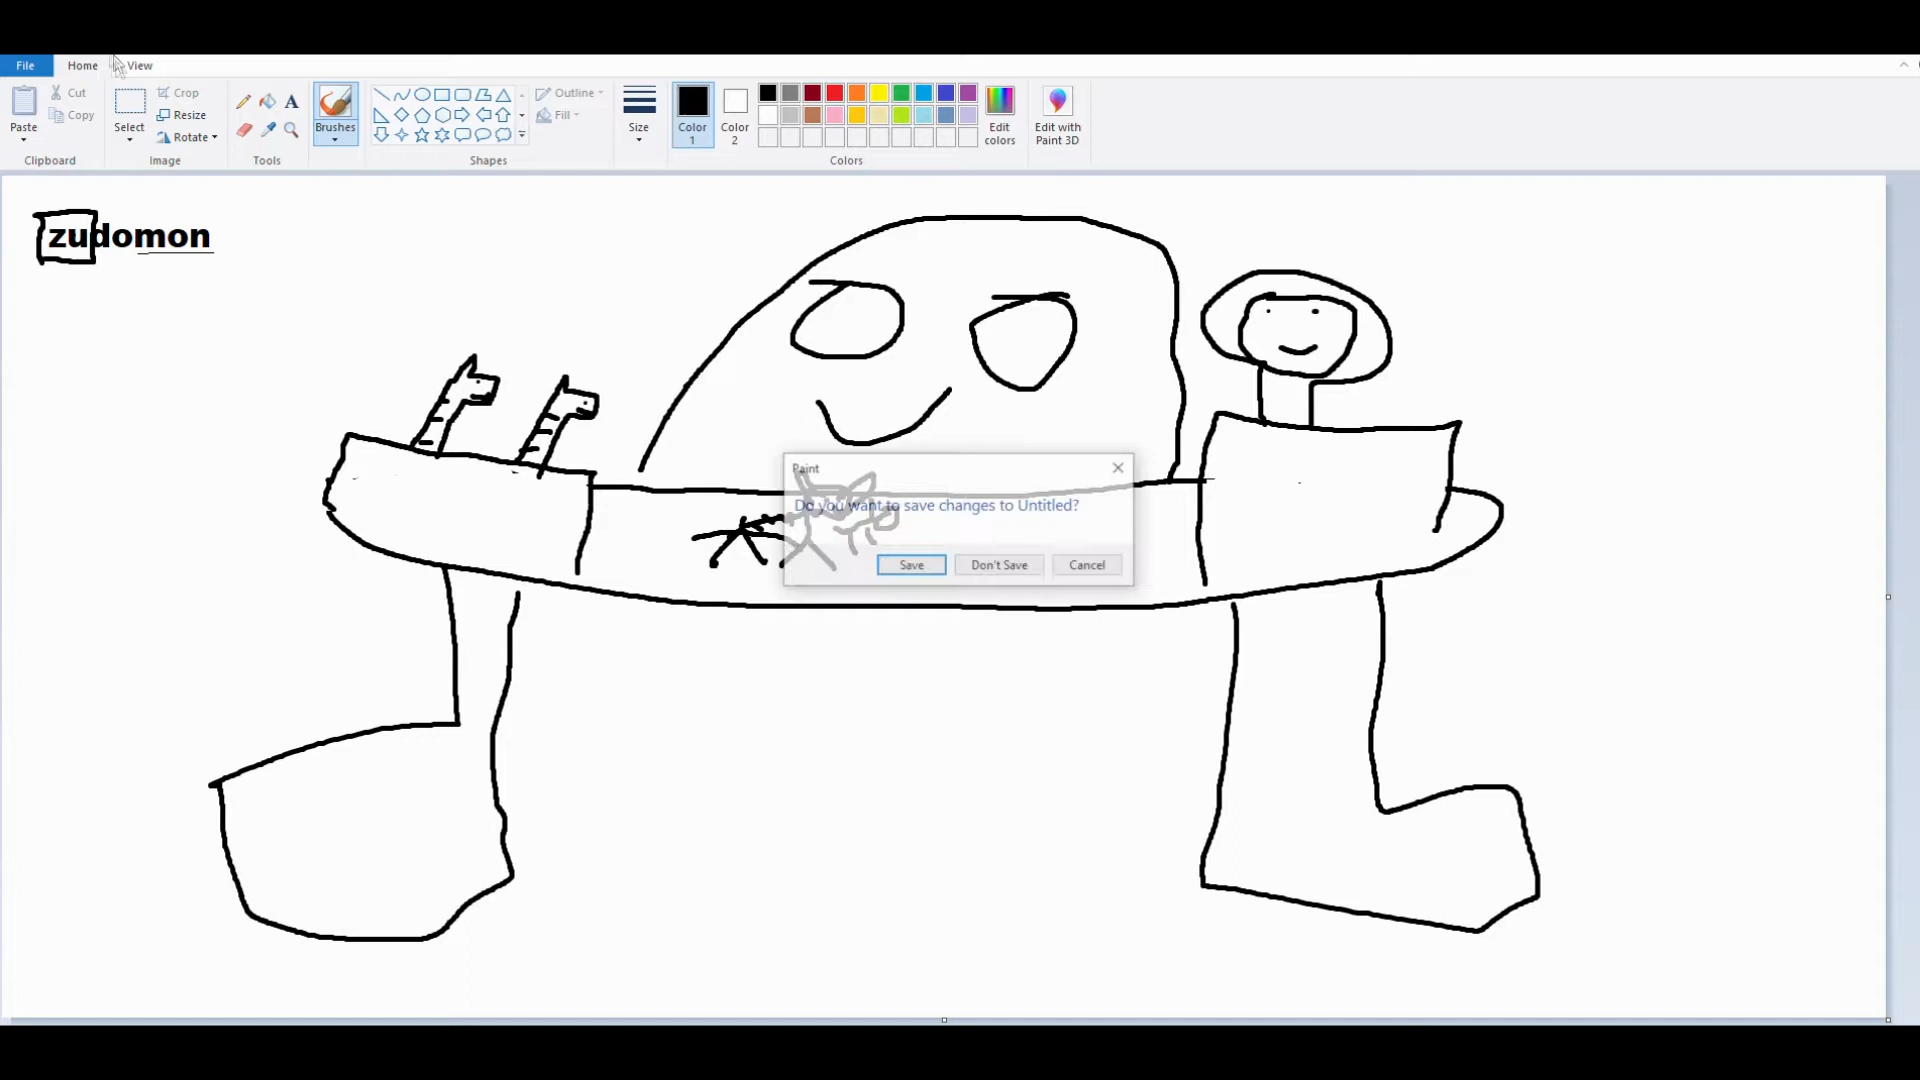 File Home View
Paste Cut Copy Clipboard
Select Crop Resize Rotate Image
Tools
A
Brushes
Outline Fill Shapes
Size
Color 1 Color 2 Edit colors Colors
Edit with Paint 3D
zudomon
Paint
Do you want to save changes to Untitled?
Save Don't Save Cancel